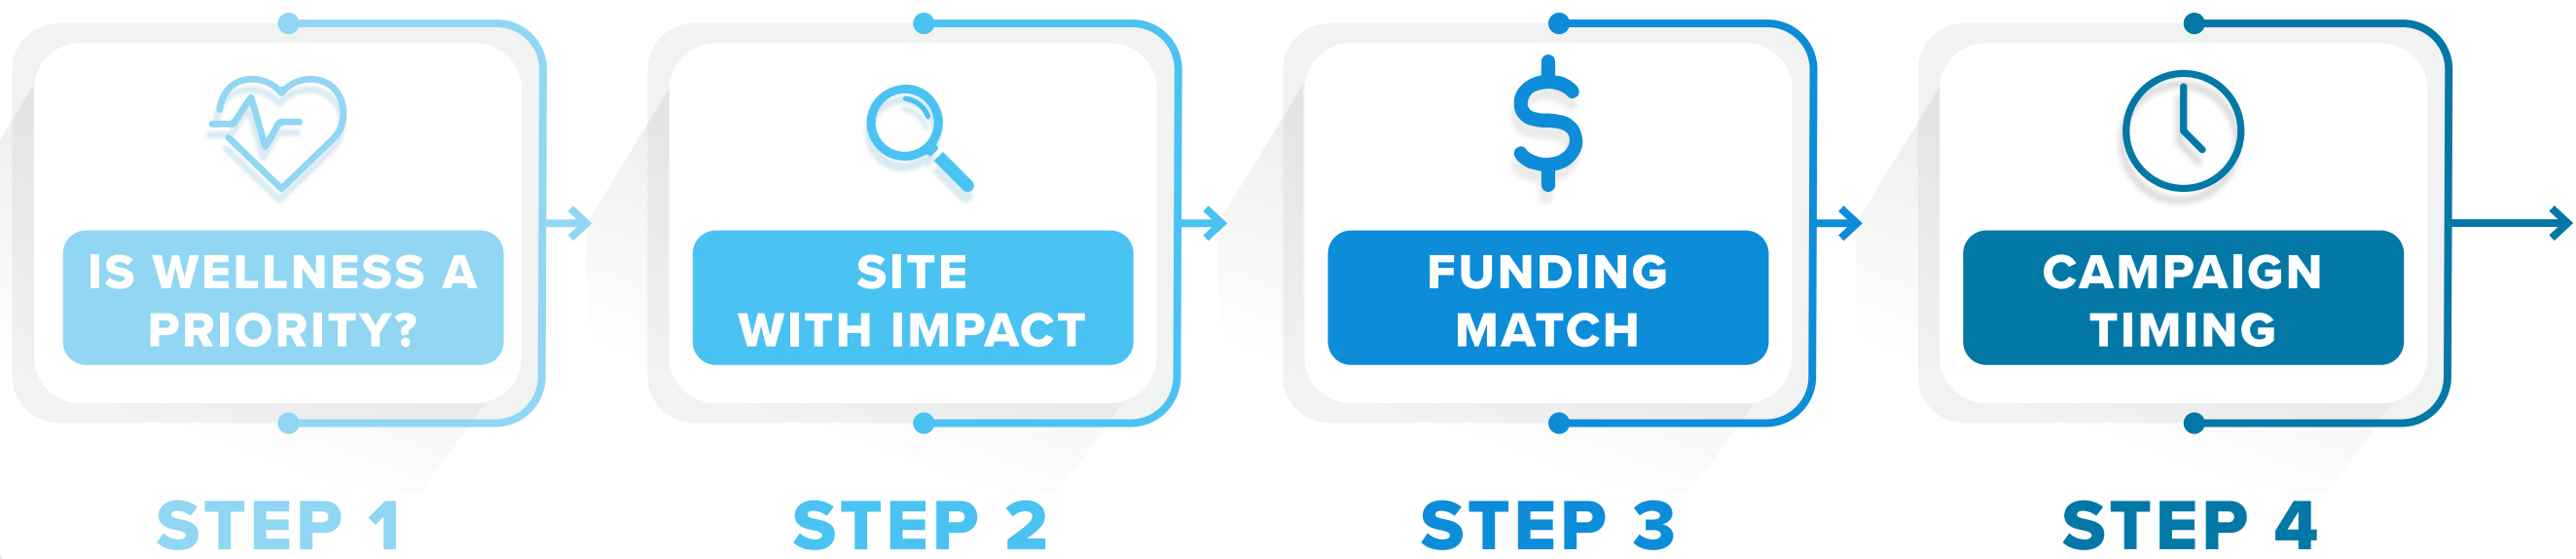 IS WELLNESS A
PRIORITY?
STEP 1
SITE
WITH IMPACT
STEP 2
FUNDING
MATCH
STEP 3
CAMPAIGN
TIMING
STEP 4